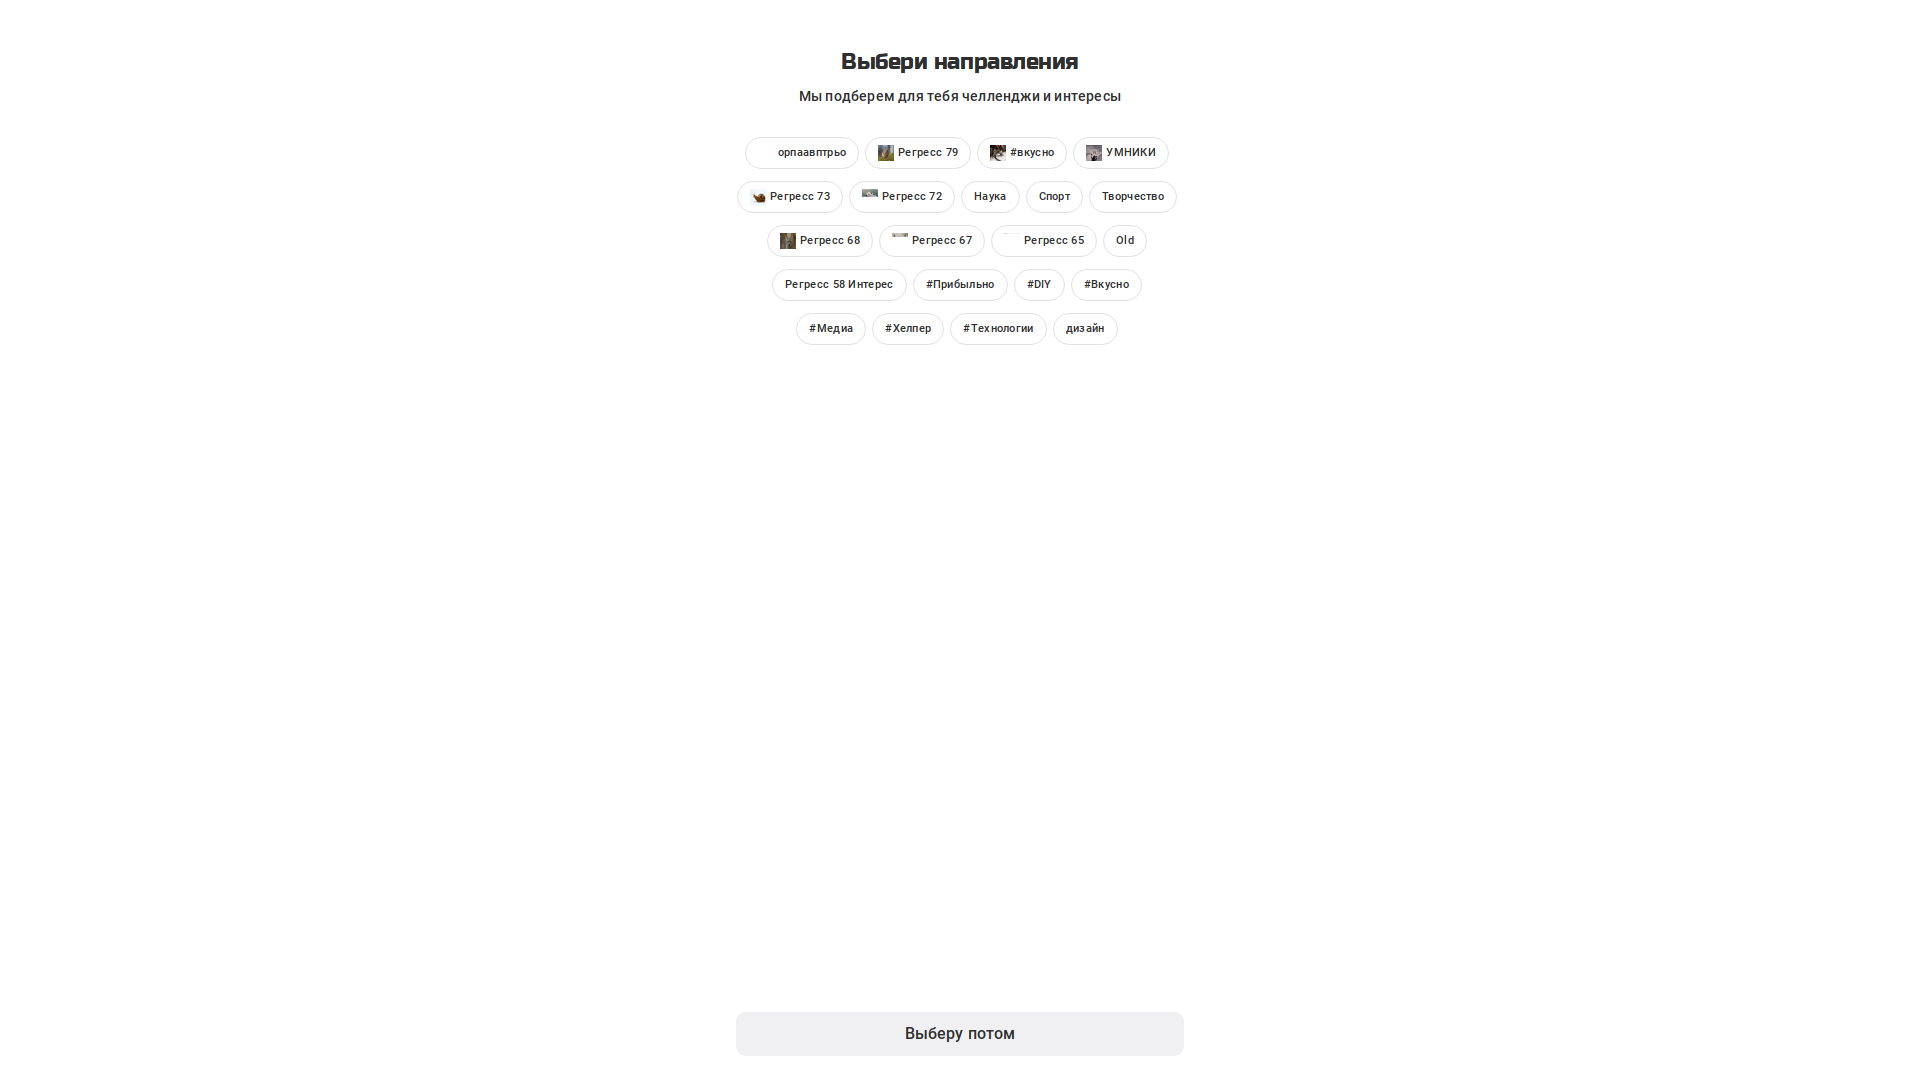 Выбери направления
Мы подберем для тебя челленджи и интересы
орпаавптрьо Регресс 79 #вкусно УМНИКИ
Регресс 73 Регресс 72 Наука Спорт Творчество
Регресс 68 Регресс 67 Регресс 65 Old
Регресс 58 Интерес #Прибыльно #DIY #Вкусно
#Медиа #Хелпер #Технологии дизайн
Выберу потом